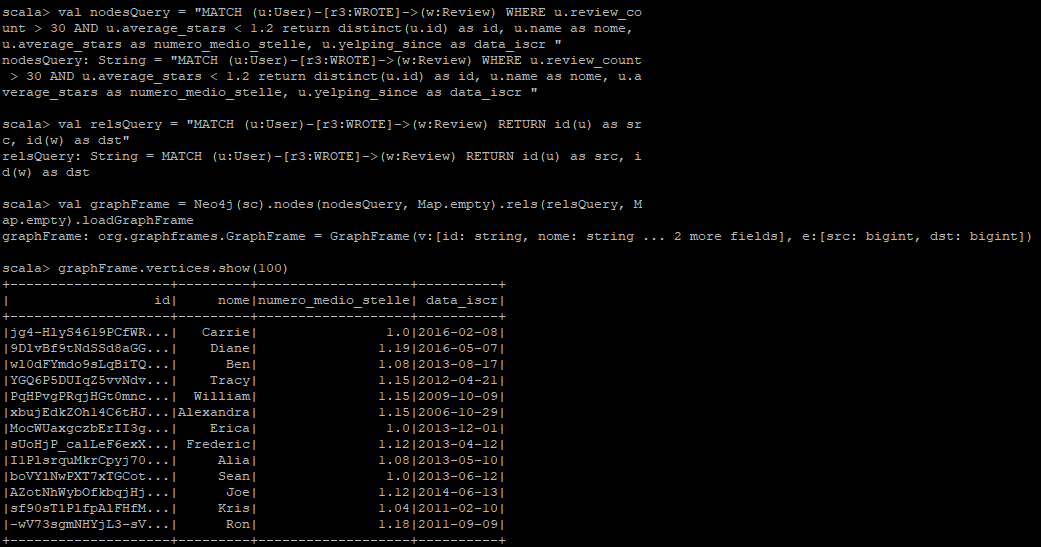 scala> val nodesQuery = "MATCH (u:User)-[r3:WROTE]->(w:Review) WHERE u.review_co
unt > 30 AND u.average_stars < 1.2 return distinct(u.id) as id, u.name as nome,
u.average_stars as numero_medio_stelle, u.yelping_since as data_iscr "
nodesQuery: String = "MATCH (u:User)-[r3:WROTE]->(w:Review) WHERE u.review_count
 > 30 AND u.average_stars < 1.2 return distinct(u.id) as id, u.name as nome, u.a
verage_stars as numero_medio_stelle, u.yelping_since as data_iscr "
scala> val relsQuery = "MATCH (u:User)-[r3:WROTE]->(w:Review) RETURN id(u) as sr
c, id(w) as dst"
relsQuery: String = MATCH (u:User)-[r3:WROTE]->(w:Review) RETURN id(u) as src, i
d(w) as dst
scala> val graphFrame = Neo4j(sc).nodes(nodesQuery, Map.empty).rels(relsQuery, M
ap.empty).loadGraphFrame
graphFrame: org.graphframes.GraphFrame = GraphFrame(v:[id: string, nome: string ... 2 more fields], e:[src: bigint, dst: bigint])
scala> graphFrame.vertices.show(100)
+--------------------+---------+-------------------+----------+
|                  id|     nome|numero_medio_stelle| data_iscr|
+--------------------+---------+-------------------+----------+
|jg4-HlyS4619PCfWR...|   Carrie|                1.0|2016-02-08|
|9DlvBf9tNdSSd8aGG...|    Diane|               1.19|2016-05-07|
|wl0dFYmdo9sLqBiTQ...|      Ben|               1.08|2013-08-17|
|YGQ6P5DUIqZ5vvNdv...|    Tracy|               1.15|2012-04-21|
|PqHPvgPRqjHGt0mnc...|  William|               1.15|2009-10-09|
|xbujEdkZOh14C6tHJ...|Alexandra|               1.15|2006-10-29|
|MocWUaxgczbErII3g...|    Erica|                1.0|2013-12-01|
|sUoHjP_calLeF6exX...| Frederic|               1.12|2013-04-12|
|I1PlsrquMkrCpyj70...|     Alia|               1.08|2013-05-10|
|boVYlNwPXT7xTGCot...|     Sean|                1.0|2013-06-12|
|AZotNhWybOfkbqjHj...|      Joe|               1.12|2014-06-13|
|sf90sTlPlfpAlFHfM...|     Kris|               1.04|2011-02-10|
|-wV73sgmNHYjL3-sV...|      Ron|               1.18|2011-09-09|
+--------------------+---------+-------------------+----------+